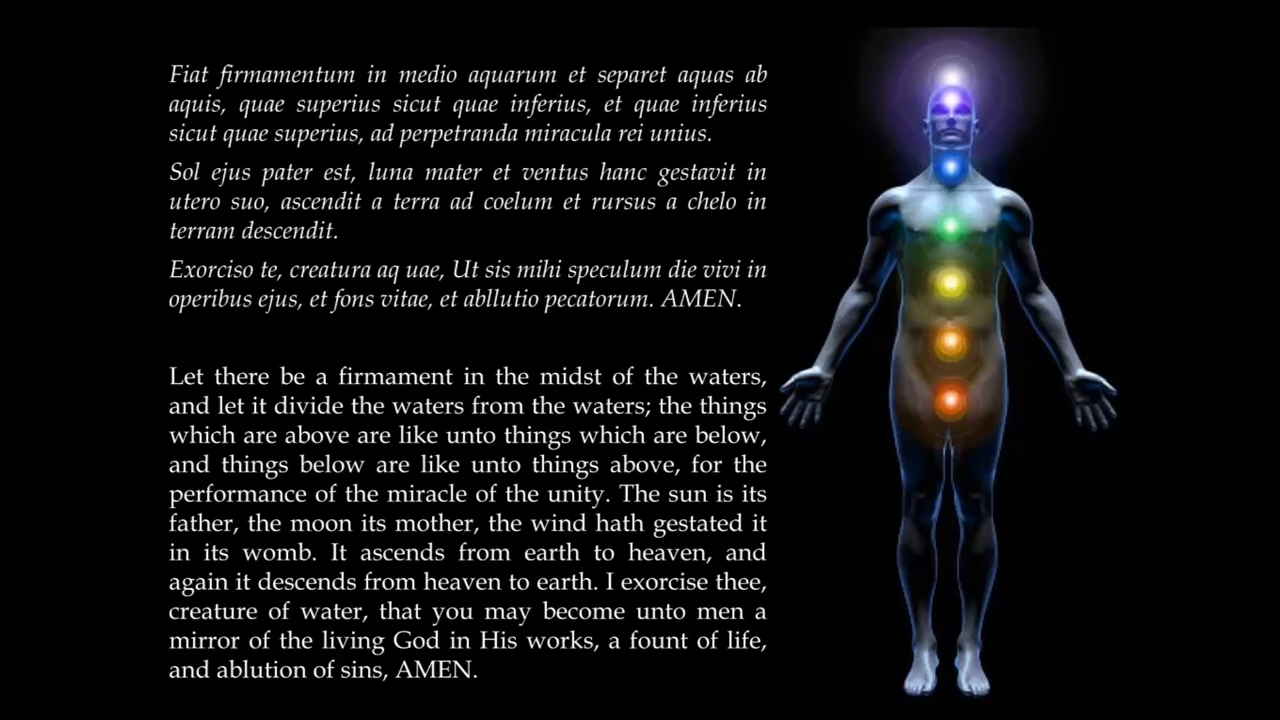 Fiat firmamentum in medio aquarum et separet aquas ab
aquis, quae superius sicut quae inferius, et quae inferius
sicut quae superius, ad perpetranda miracula rei unius.
Sol ejus pater est, luna mater et ventus hanc gestavit in
utero suo, ascendit a terra ad coelum et rursus a chelo in
terram descendit.
Exorciso te, creatura aq uae, Ut sis mihi speculum die vivi in
operibus ejus, et fons vitae, et abllutio pecatorum. AMEN.
Let there be a firmament in the midst of the waters,
and let it divide the waters from the waters; the things
which are above are like unto things which are below,
and things below are like unto things above, for the
performance of the miracle of the unity. The sun is its
father, the moon its mother, the wind hath gestated it
in its womb. It ascends from earth to heaven, and
again it descends from heaven to earth. I exorcise thee,
creature of water, that you may become unto men a
mirror of the living God in His works, a fount of life,
and ablution of sins, AMEN.